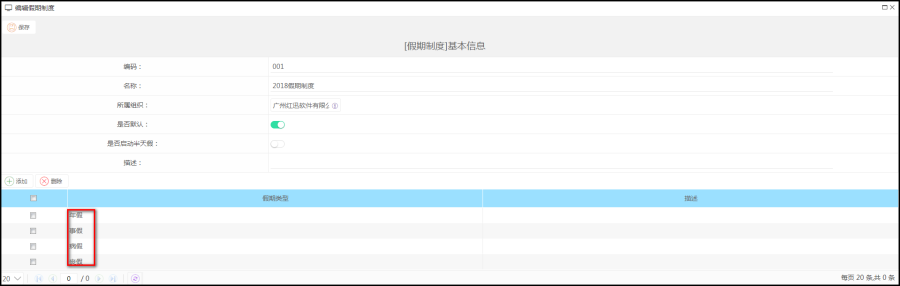 编辑假期制度
保存
[假期制度]基本信息
编码： 001
名称： 2018假期制度
所属组织： 广州红迅软件有限公
是否默认：
是否启动半天假：
描述：
添加 删除
假期类型 描述
年假
事假
病假
20 0 / 0 每页 20 条,共 0 条